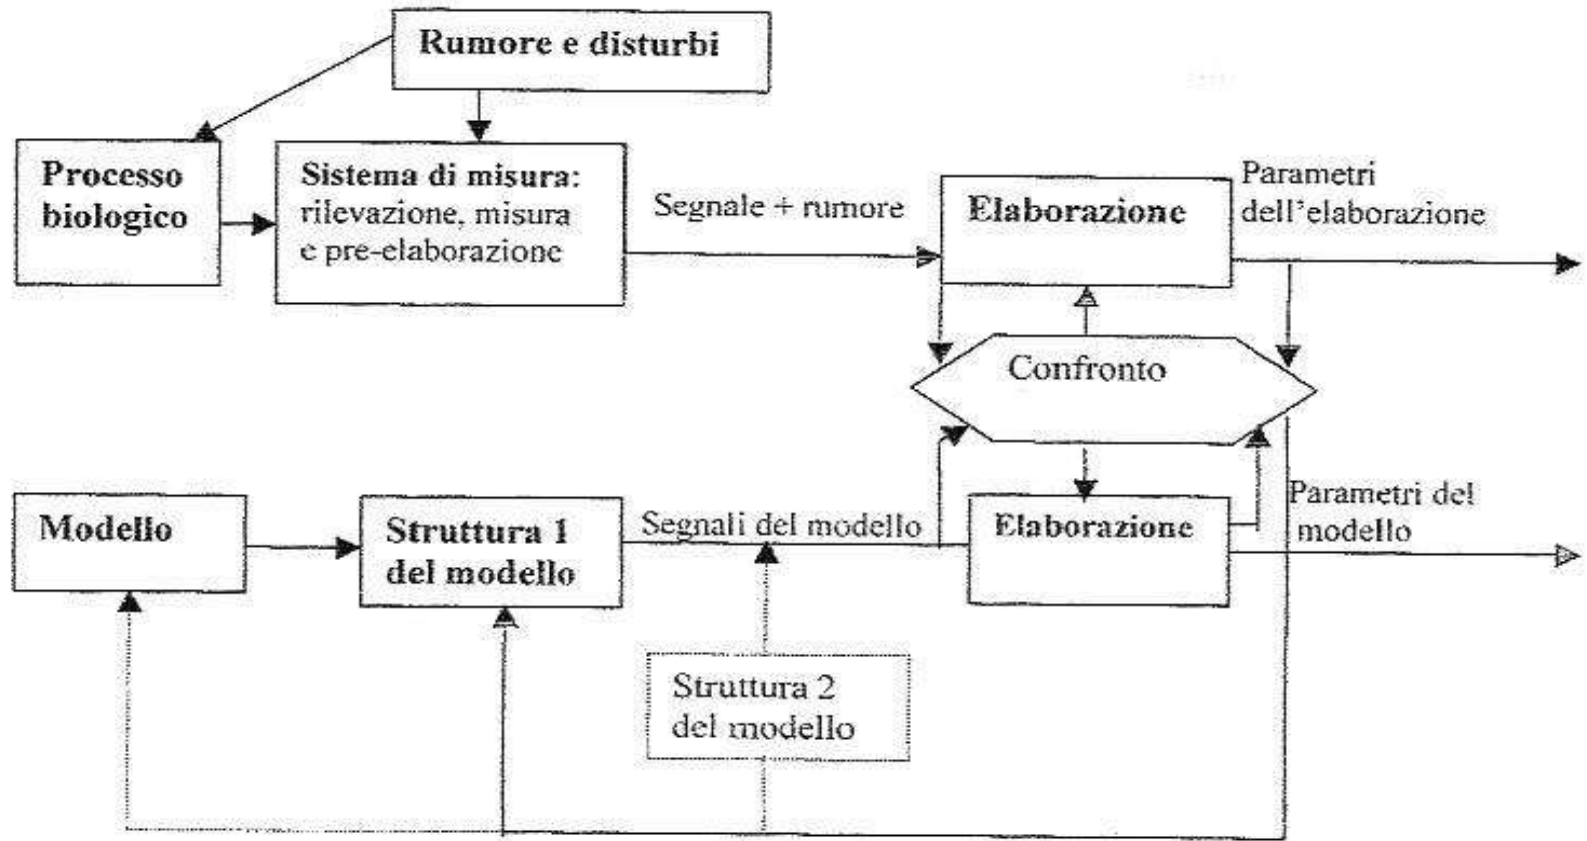 Rumore e disturbi
Processo
biologico
Sistema di misura:
rilevazione, misura
e pre-elaborazione
Segnale + rumore
Elaborazione
Parametri
dell'elaborazione
Confronto
Modello
Struttura 1
del modello
Segnali del modello
Elaborazione
Parametri del
modello
Struttura 2
del modello